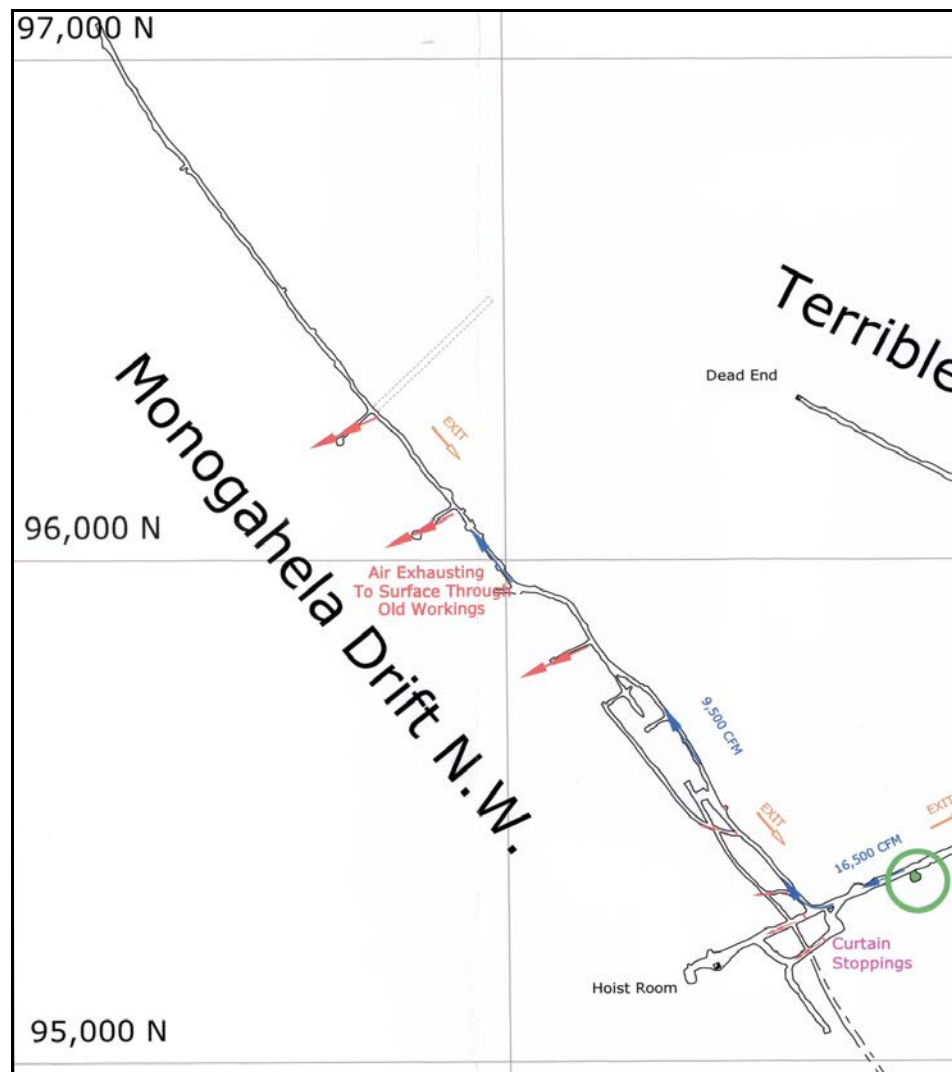 97,000 N
Terrible
Dead End
EXIT
Monogahela Drift N.W.
96,000 N
Air Exhausting
To Surface Through
Old Workings
9,500 CFM
EXIT
EXIT
16,500 CFM
Curtain
Stoppings
Hoist Room
95,000 N